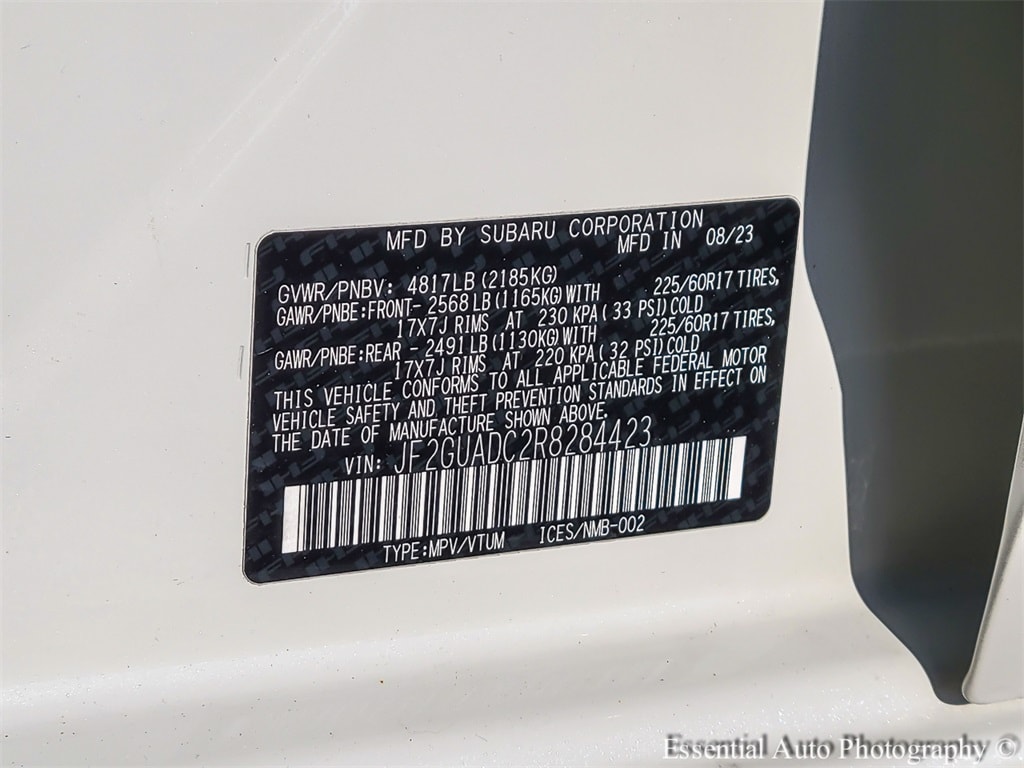 MFD BY SUBARU CORPORATION
MFD IN 08/23
GVWR/PNBV: 4817LB (2185KG)
GAWR/PNBE:FRONT- 2568LB (1165KG) WITH 225/60R17 TIRES,
17X7J RIMS AT 230 KPA ( 33 PSI) COLD
GAWR/PNBE:REAR - 2491LB (1130KG) WITH 225/60R17 TIRES,
17X7J RIMS AT 220 KPA ( 32 PSI) COLD
THIS VEHICLE CONFORMS TO ALL APPLICABLE FEDERAL MOTOR
VEHICLE SAFETY AND THEFT PREVENTION STANDARDS IN EFFECT ON
THE DATE OF MANUFACTURE SHOWN ABOVE.
VIN: JF2GUADC2R8284423
TYPE:MPV/VTUM ICES/NMB-002
Essential Auto Photography ©